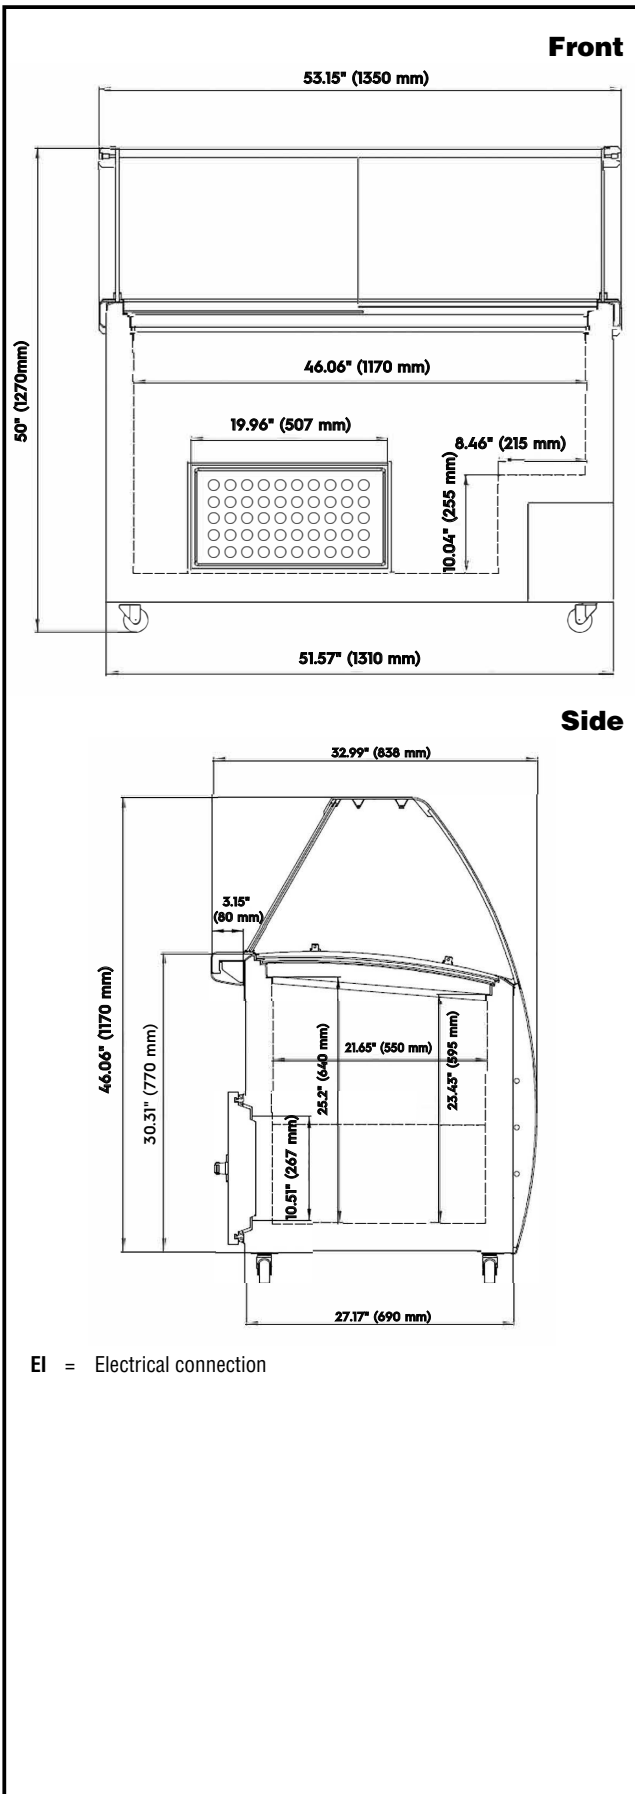 Front
53.15" (1350 mm)
50" (1270mm)
46.06" (1170 mm)
19.96" (507 mm)
8.46" (215 mm)
10.04" (255 mm)
51.57" (1310 mm)
Side
32.99" (838 mm)
3.15"
(80 mm)
46.06" (1170 mm)
30.31" (770 mm)
21.65" (550 mm)
25.2" (640 mm)
23.43" (595 mm)
10.51" (267 mm)
27.17" (690 mm)
EI = Electrical connection